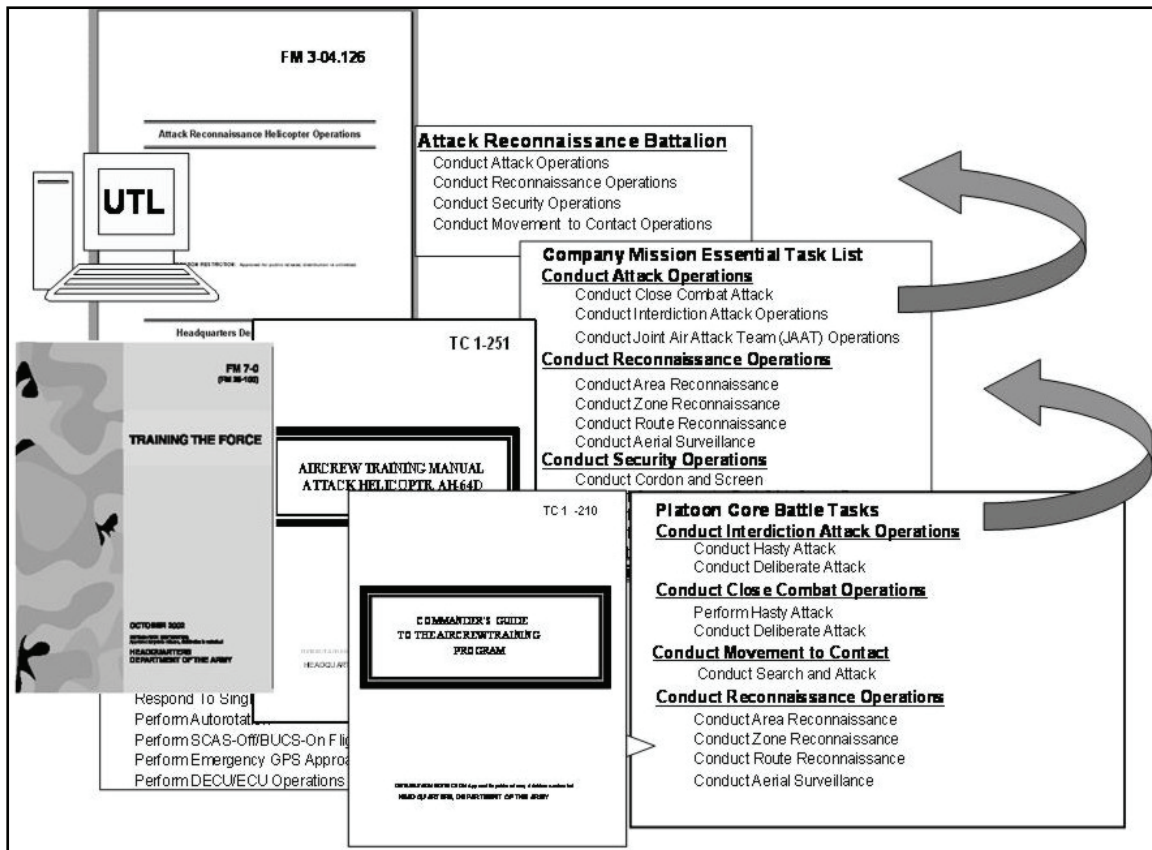 FM 3-04.126
Attack Reconnaissance Helicopter Operations
UTL
Attack Reconnaissance Battalion
Conduct Attack Operations
Conduct Reconnaissance Operations
Conduct Security Operations
Conduct Movement to Contact Operations
Company Mission Essential Task List
Conduct Attack Operations
Conduct Close Combat Attack
Conduct Interdiction Attack Operations
Conduct Joint Air Attack Team (JAAT) Operations
Conduct Reconnaissance Operations
Conduct Area Reconnaissance
Conduct Zone Reconnaissance
Conduct Route Reconnaissance
Conduct Aerial Surveillance
Conduct Security Operations
Conduct Cordon and Screen
Headquarters De
TC 1-251
AIRCREW TRAINING MANUAL
ATTACK HELICOPTR, AH-64D
HEADQUART
FM 7-0
(FM 25-100)
TRAINING THE FORCE
OCTOBER 2002
HEADQUARTERS
DEPARTMENT OF THE ARMY
Respond To Singl
Perform Autorotation
Perform SCAS-Off/BUCS-On Flig
Perform Emergency GPS Approa
Perform DECU/ECU Operations
TC 1 -210
COMMANDER'S GUIDE
TO THE AIRCREW TRAINING
PROGRAM
HEADQUARTERS, DEPARTMENT OF THE ARMY
Platoon Core Battle Tasks
Conduct Interdiction Attack Operations
Conduct Hasty Attack
Conduct Deliberate Attack
Conduct Close Combat Operations
Perform Hasty Attack
Conduct Deliberate Attack
Conduct Movement to Contact
Conduct Search and Attack
Conduct Reconnaissance Operations
Conduct Area Reconnaissance
Conduct Zone Reconnaissance
Conduct Route Reconnaissance
Conduct Aerial Surveillance